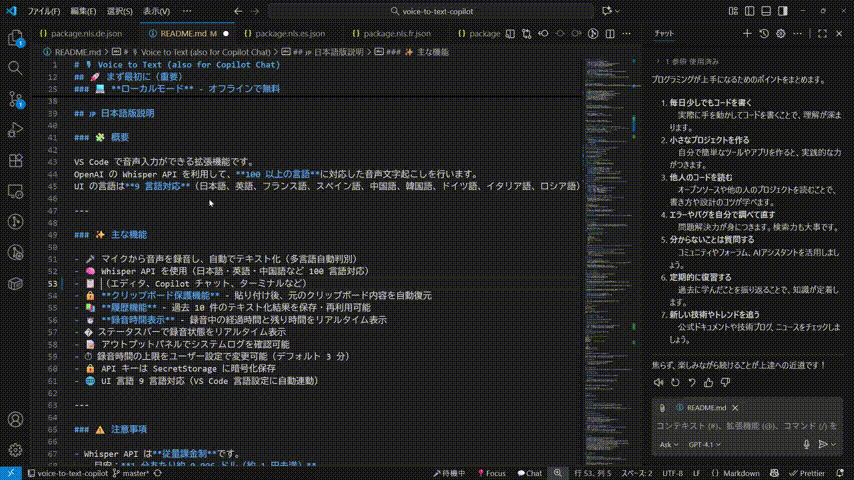 ファイル(F) 編集(E) 選択(S) 表示(V) ··· voice-to-text-copilot
package.nls.de.json README.md M package.nls.es.json package.nls.fr.json package
README.md > # 🎙 Voice to Text (also for Copilot Chat) > ## JP 日本語版説明 > ### ✨ 主な機能
1 # 🎙 Voice to Text (also for Copilot Chat)
12 ## 🚀 まず最初に（重要）
25 ### 💻 **ローカルモード** - オフラインで無料
38
39 ## JP 日本語版説明
40
41 ### 🧩 概要
42
43 VS Code で音声入力ができる拡張機能です。
44 OpenAI の Whisper API を利用して、**100 以上の言語**に対応した音声文字起こしを行います。
45 UI の言語は**9 言語対応**（日本語、英語、フランス語、スペイン語、中国語、韓国語、ドイツ語、イタリア語、ロシア語）
46
47 ---
48
49 ### ✨ 主な機能
50
51 - 🎤 マイクから音声を録音し、自動でテキスト化（多言語自動判別）
52 - 🧠 Whisper API を使用（日本語・英語・中国語など 100 言語対応）
53 - 📋 （エディタ、Copilot チャット、ターミナルなど）
54 - 🔒 **クリップボード保護機能** - 貼り付け後、元のクリップボード内容を自動復元
55 - 📚 **履歴機能** - 過去 10 件のテキスト化結果を保存・再利用可能
56 - ⏱ **録音時間表示** - 録音中の経過時間と残り時間をリアルタイム表示
57 - � ステータスバーで録音状態をリアルタイム表示
58 - 📝 アウトプットパネルでシステムログを確認可能
59 - ⏱ 録音時間の上限をユーザー設定で変更可能（デフォルト 3 分）
60 - 🔒 API キーは SecretStorage に暗号化保存
61 - 🌐 UI 言語 9 言語対応（VS Code 言語設定に自動連動）
62
63 ---
64
65 ### ⚠️ 注意事項
66
67 - Whisper API は**従量課金制**です。
チャット
> 1 参照 使用済み
プログラミングが上手になるためのポイントをまとめます。
1. 毎日少しでもコードを書く
実際に手を動かしてコードを書くことで、理解が深まります。
2. 小さなプロジェクトを作る
自分で簡単なツールやアプリを作ると、実践的な力がつきます。
3. 他人のコードを読む
オープンソースや他の人のプロジェクトを読むことで、書き方や設計のコツが学べます。
4. エラーやバグを自分で調べて直す
問題解決力が身につきます。検索力も大事です。
5. 分からないことは質問する
コミュニティやフォーラム、AIアシスタントを活用しましょう。
6. 定期的に復習する
過去に学んだことを振り返ることで、知識が定着します。
7. 新しい技術やトレンドを追う
公式ドキュメントや技術ブログ、ニュースをチェックしましょう。
焦らず、楽しみながら続けることが上達への近道です！
README.md ×
コンテキスト (#)、拡張機能 (@)、コマンド (/) を
Ask GPT-4.1
voice-to-text-copilot master* 待機中 Focus Chat 行 53、列 5 スペース: 2 UTF-8 LF Markdown Prettier